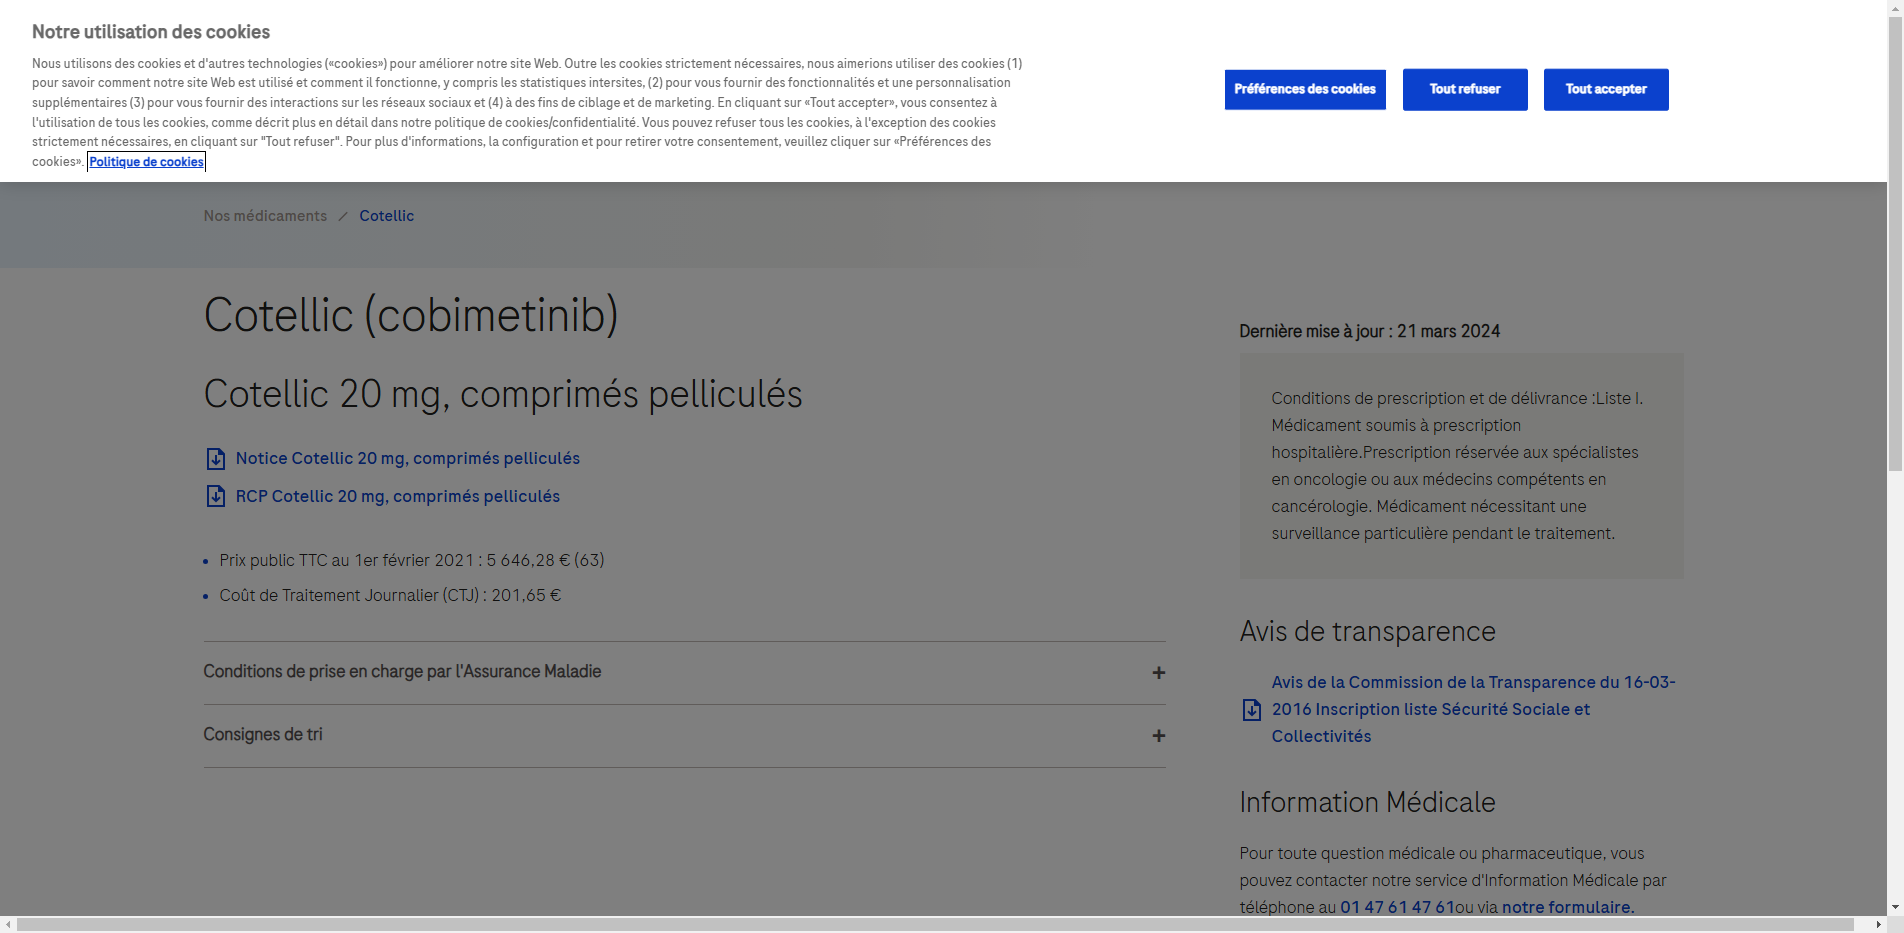 Notre utilisation des cookies
Nous utilisons des cookies et d'autres technologies («cookies») pour améliorer notre site Web. Outre les cookies strictement nécessaires, nous aimerions utiliser des cookies (1)
pour savoir comment notre site Web est utilisé et comment il fonctionne, y compris les statistiques intersites, (2) pour vous fournir des fonctionnalités et une personnalisation
supplémentaires (3) pour vous fournir des interactions sur les réseaux sociaux et (4) à des fins de ciblage et de marketing. En cliquant sur «Tout accepter», vous consentez à
l'utilisation de tous les cookies, comme décrit plus en détail dans notre politique de cookies/confidentialité. Vous pouvez refuser tous les cookies, à l'exception des cookies
strictement nécessaires, en cliquant sur "Tout refuser". Pour plus d'informations, la configuration et pour retirer votre consentement, veuillez cliquer sur «Préférences des
cookies». Politique de cookies
Préférences des cookies
Tout refuser
Tout accepter
Nos médicaments / Cotellic
Cotellic (cobimetinib)
Cotellic 20 mg, comprimés pelliculés
Notice Cotellic 20 mg, comprimés pelliculés
RCP Cotellic 20 mg, comprimés pelliculés
Prix public TTC au 1er février 2021 : 5 646,28 € (63)
Coût de Traitement Journalier (CTJ) : 201,65 €
Conditions de prise en charge par l'Assurance Maladie
Consignes de tri
Dernière mise à jour : 21 mars 2024
Conditions de prescription et de délivrance :Liste I.
Médicament soumis à prescription
hospitalière.Prescription réservée aux spécialistes
en oncologie ou aux médecins compétents en
cancérologie. Médicament nécessitant une
surveillance particulière pendant le traitement.
Avis de transparence
Avis de la Commission de la Transparence du 16-03-
2016 Inscription liste Sécurité Sociale et
Collectivités
Information Médicale
Pour toute question médicale ou pharmaceutique, vous
pouvez contacter notre service d'Information Médicale par
téléphone au 01 47 61 47 61ou via notre formulaire.